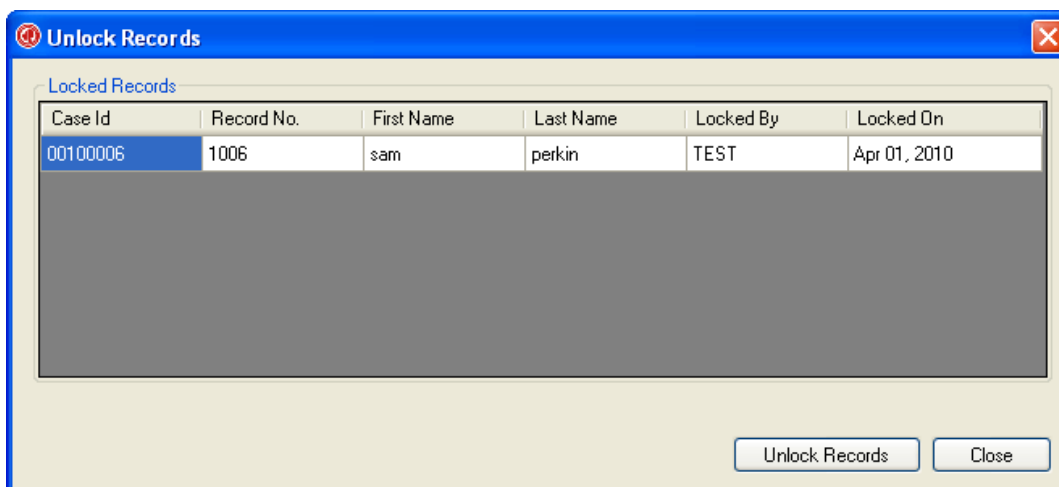 Unlock Records
Locked Records
Case Id Record No. First Name Last Name Locked By Locked On
00100006 1006 sam perkin TEST Apr 01, 2010
Unlock Records Close